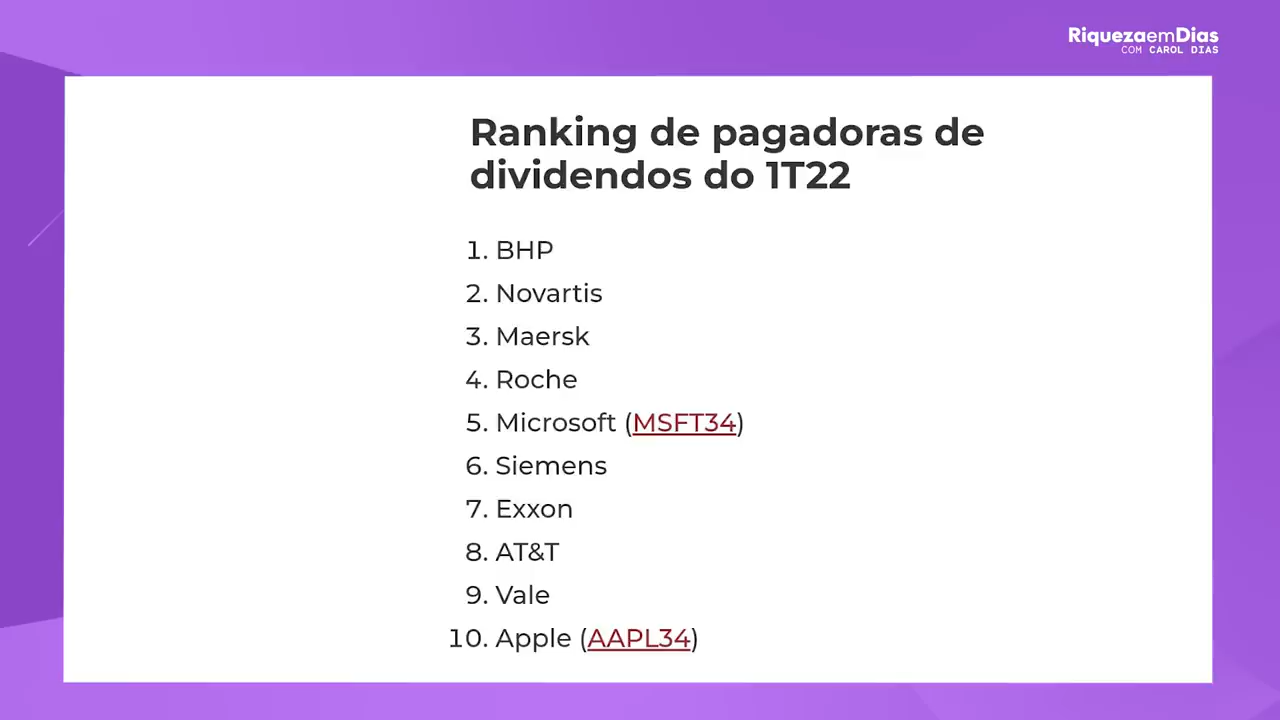 RiquezaemDias
COM CAROL DIAS
Ranking de pagadoras de
dividendos do 1T22
1. BHP
2. Novartis
3. Maersk
4. Roche
5. Microsoft (MSFT34)
6. Siemens
7. Exxon
8. AT&T
9. Vale
10. Apple (AAPL34)